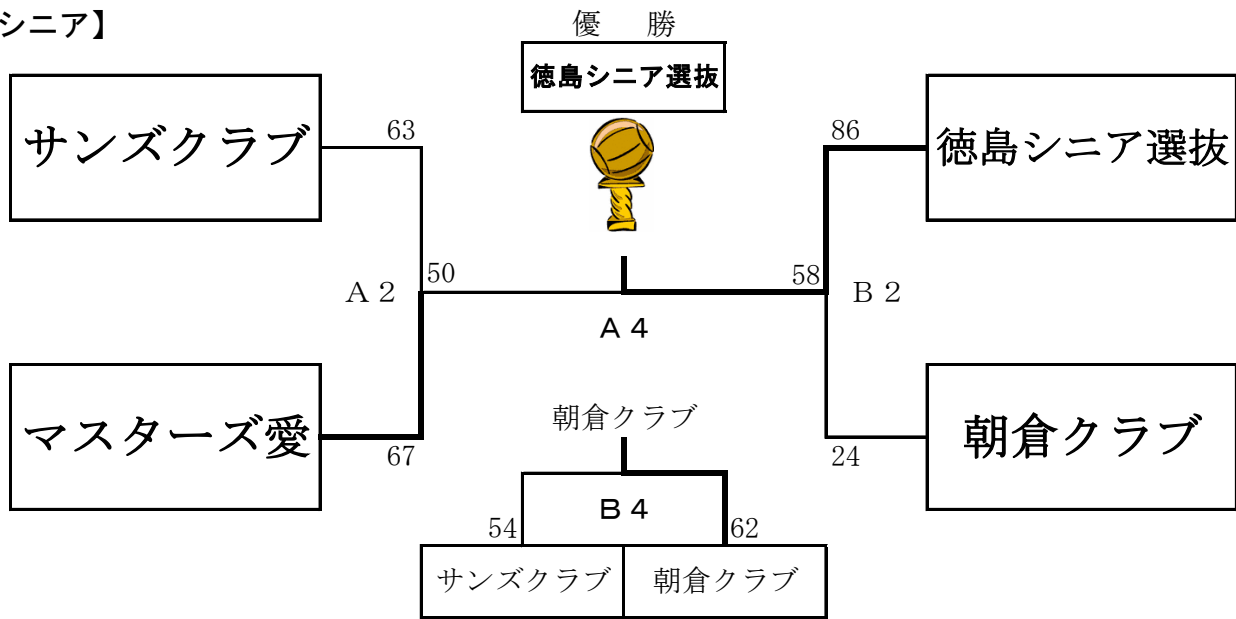 シニア】
優　勝
徳島シニア選抜
サンズクラブ
63
86
徳島シニア選抜
Ａ２
50
58
Ｂ２
Ａ４
マスターズ愛
67
朝倉クラブ
24
朝倉クラブ
Ｂ４
54
62
サンズクラブ
朝倉クラブ